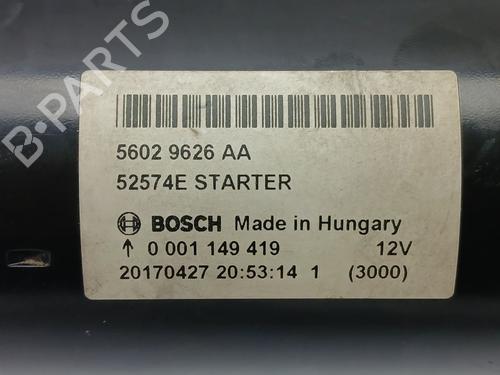 B-PARTS
5602 9626 AA
52574E STARTER
BOSCH Made in Hungary
↑ 0 001 149 419 12V
20170427 20:53:14 1 (3000)